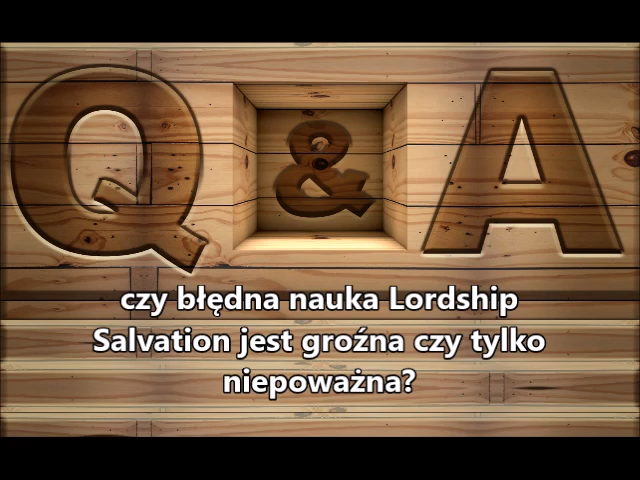 Q & A
czy błędna nauka Lordship
Salvation jest groźna czy tylko
niepoważna?